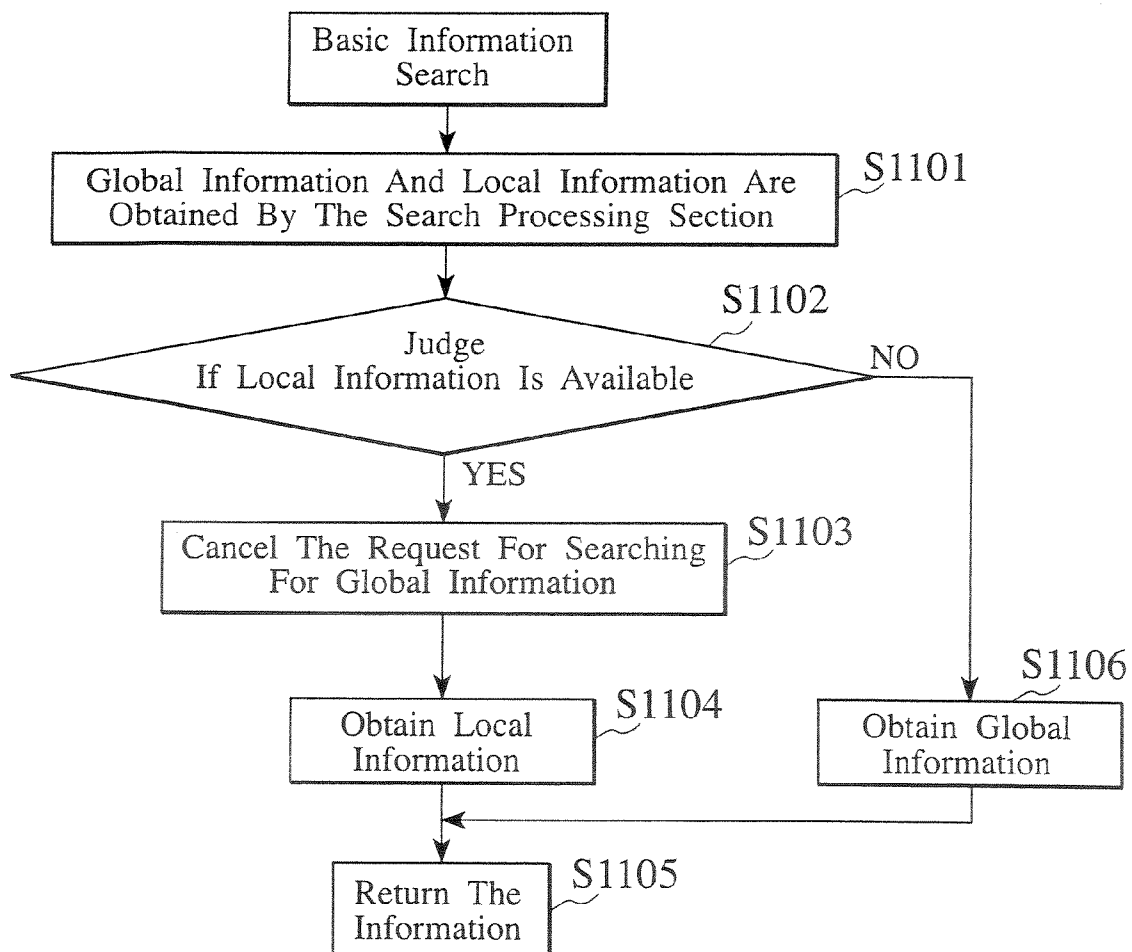 Basic Information
Search
Global Information And Local Information Are
Obtained By The Search Processing Section
S1101
S1102
Judge
If Local Information Is Available
NO
YES
Cancel The Request For Searching
For Global Information
S1103
Obtain Local
Information
S1104
Obtain Global
Information
S1106
Return The
Information
S1105